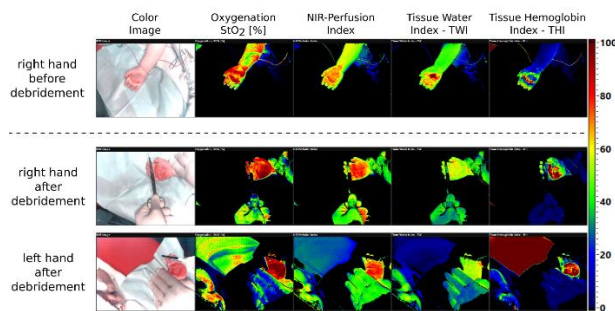 Color
Image
Oxygenation
StO2 [%]
NIR-Perfusion
Index
Tissue Water
Index - TWI
Tissue Hemoglobin
Index - THI
right hand
before
debridement
right hand
after
debridement
left hand
after
debridement
100
80
60
40
20
0